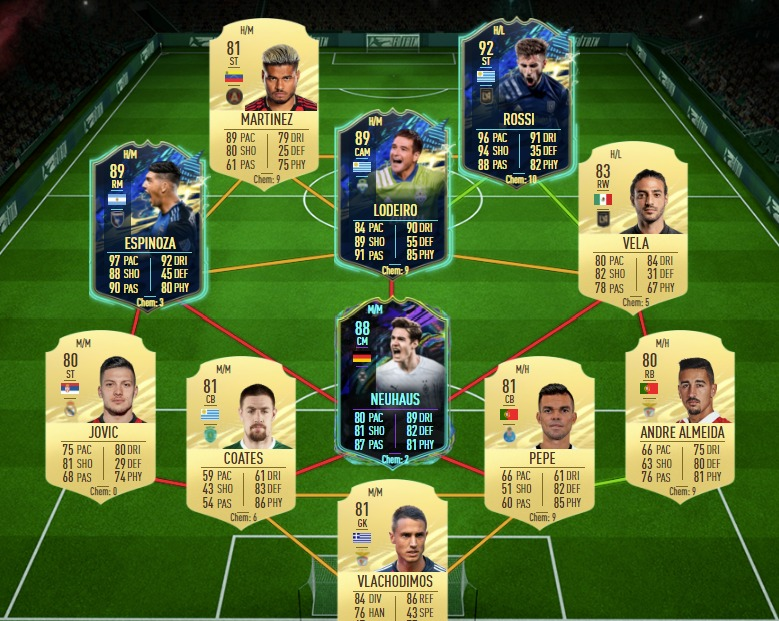 H/M
81
ST
MARTINEZ
89 PAC 79 DRI
80 SHO 25 DEF
61 PAS 75 PHY
Chem: 9
H/L
92
ST
ROSSI
96 PAC 91 DRI
94 SHO 35 DEF
88 PAS 82 PHY
Chem: 10
H/M
89
RM
ESPINOZA
97 PAC 92 DRI
88 SHO 45 DEF
90 PAS 80 PHY
Chem: 3
H/M
89
CAM
LODEIRO
84 PAC 90 DRI
89 SHO 55 DEF
91 PAS 85 PHY
Chem: 9
H/L
83
RW
VELA
80 PAC 84 DRI
82 SHO 31 DEF
78 PAS 67 PHY
Chem: 5
M/M
88
CM
NEUHAUS
80 PAC 89 DRI
81 SHO 82 DEF
87 PAS 81 PHY
Chem: 2
M/M
80
ST
JOVIC
75 PAC 80 DRI
81 SHO 29 DEF
68 PAS 74 PHY
Chem: 0
M/M
81
CB
COATES
59 PAC 61 DRI
43 SHO 83 DEF
54 PAS 86 PHY
Chem: 6
M/H
81
CB
PEPE
66 PAC 61 DRI
51 SHO 82 DEF
60 PAS 85 PHY
Chem: 9
M/H
80
RB
ANDRE ALMEIDA
66 PAC 75 DRI
63 SHO 80 DEF
76 PAS 81 PHY
Chem: 9
M/M
81
GK
VLACHODIMOS
84 DIV 86 REF
76 HAN 43 SPE